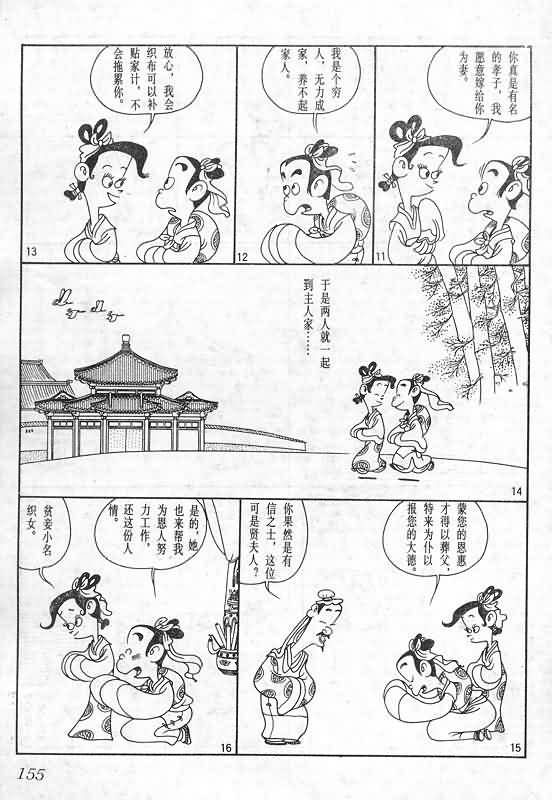 你真是有名
的孝子，我
愿意嫁给你
为妻。
11
我是个穷
人，无力成
家，养不起
家人。
12
放心，我会
织布可以补
贴家计，不
会拖累你。
13
于是两人就一起
到主人家……
14
蒙您的恩惠
才得以葬父，
特来为仆以
报您的大德。
你果然是有
信之士，这位
可是贤夫人？
15
是的，她
也来帮我
为恩人努
力工作，
还这份人
情。
贫妾小名
织女。
16
155